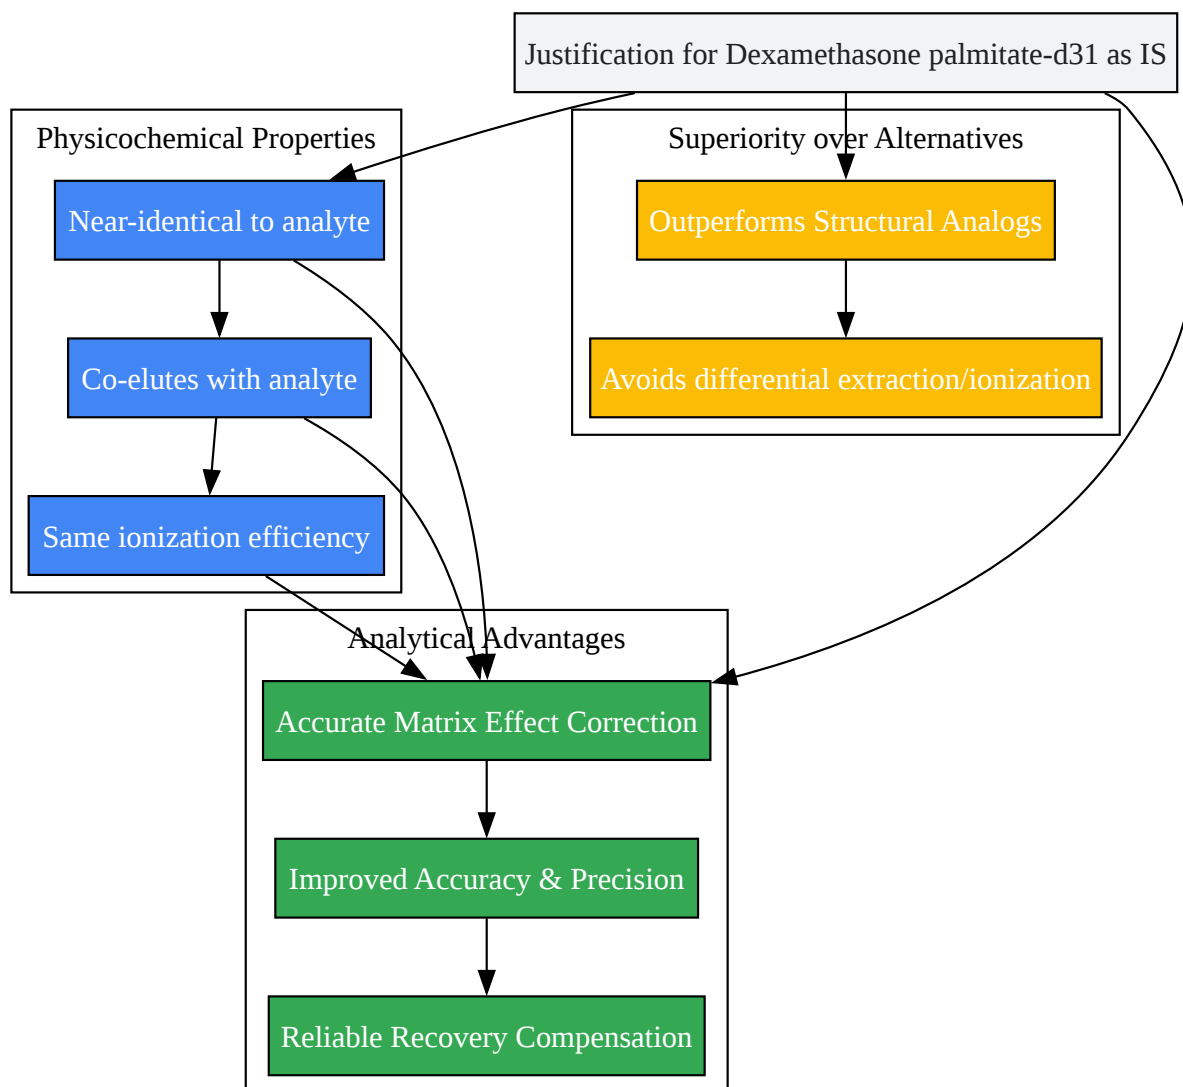 Justification for Dexamethasone palmitate-d31 as IS
Physicochemical Properties
Near-identical to analyte
Co-elutes with analyte
Same ionization efficiency
Superiority over Alternatives
Outperforms Structural Analogs
Avoids differential extraction/ionization
Analytical Advantages
Accurate Matrix Effect Correction
Improved Accuracy & Precision
Reliable Recovery Compensation